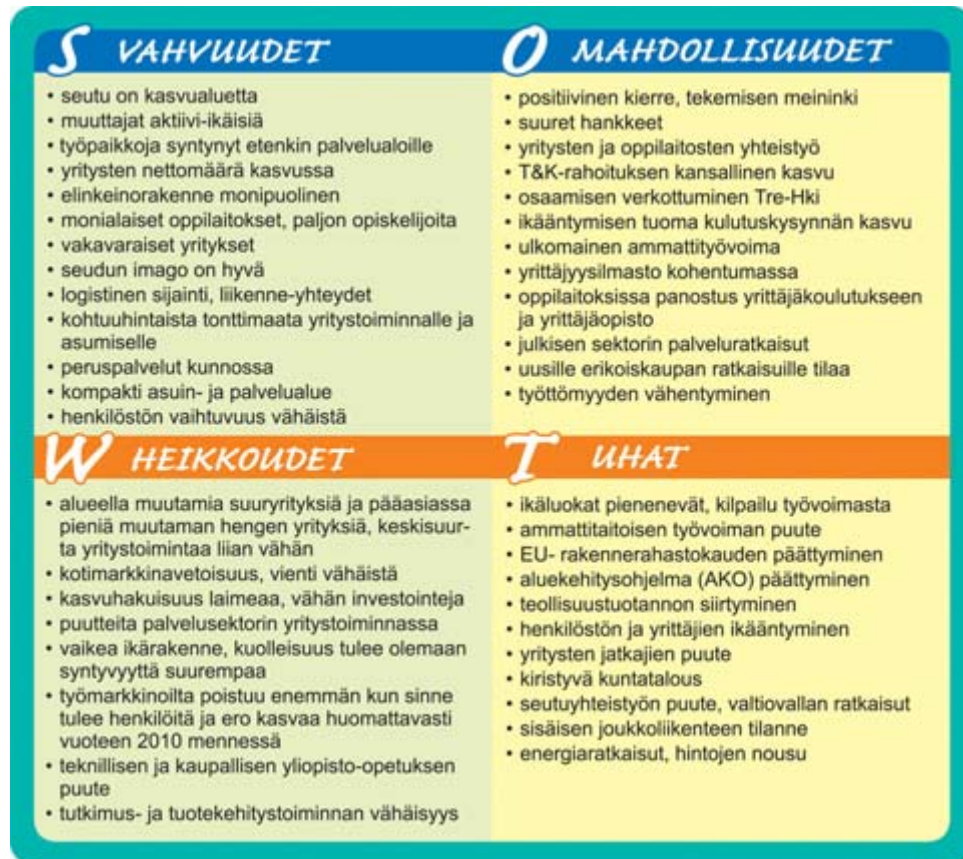 S VAHVUUDET
• seutu on kasvualuetta
• muuttajat aktiivi-ikäisiä
• työpaikkoja syntynyt etenkin palvelualoille
• yritysten nettomäärä kasvussa
• elinkeinorakenne monipuolinen
• monialaiset oppilaitokset, paljon opiskelijoita
• vakavaraiset yritykset
• seudun imago on hyvä
• logistinen sijainti, liikenne-yhteydet
• kohtuuhintaista tonttimaata yritystoiminnalle ja
asumiselle
• peruspalvelut kunnossa
• kompakti asuin- ja palvelualue
• henkilöstön vaihtuvuus vähäistä
O MAHDOLLISUUDET
• positiivinen kierre, tekemisen meininki
• suuret hankkeet
• yritysten ja oppilaitosten yhteistyö
• T&K-rahoituksen kansallinen kasvu
• osaamisen verkottuminen Tre-Hki
• ikääntymisen tuoma kulutuskysynnän kasvu
• ulkomainen ammattityövoima
• yrittäjyysilmasto kohentumassa
• oppilaitoksissa panostus yrittäjäkoulutukseen
ja yrittäjäopisto
• julkisen sektorin palveluratkaisut
• uusille erikoiskaupan ratkaisuille tilaa
• työttömyyden vähentyminen
W HEIKKOUDET
• alueella muutamia suuryrityksiä ja pääasiassa
pieniä muutaman hengen yrityksiä, keskisuur-
ta yritystoimintaa liian vähän
• kotimarkkinavetoisuus, vienti vähäistä
• kasvuhakuisuus laimeaa, vähän investointeja
• puutteita palvelusektorin yritystoiminnassa
• vaikea ikärakenne, kuolleisuus tulee olemaan
syntyvyyttä suurempaa
• työmarkkinoilta poistuu enemmän kun sinne
tulee henkilöitä ja ero kasvaa huomattavasti
vuoteen 2010 mennessä
• teknillisen ja kaupallisen yliopisto-opetuksen
puute
• tutkimus- ja tuotekehitystoiminnan vähäisyys
T UHAT
• ikäluokat pienenevät, kilpailu työvoimasta
• ammattitaitoisen työvoiman puute
• EU- rakennerahastokauden päättyminen
• aluekehitysohjelma (AKO) päättyminen
• teollisuustuotannon siirtyminen
• henkilöstön ja yrittäjien ikääntyminen
• yritysten jatkajien puute
• kiristyvä kuntatalous
• seutuyhteistyön puute, valtiovallan ratkaisut
• sisäisen joukkoliikenteen tilanne
• energiaratkaisut, hintojen nousu